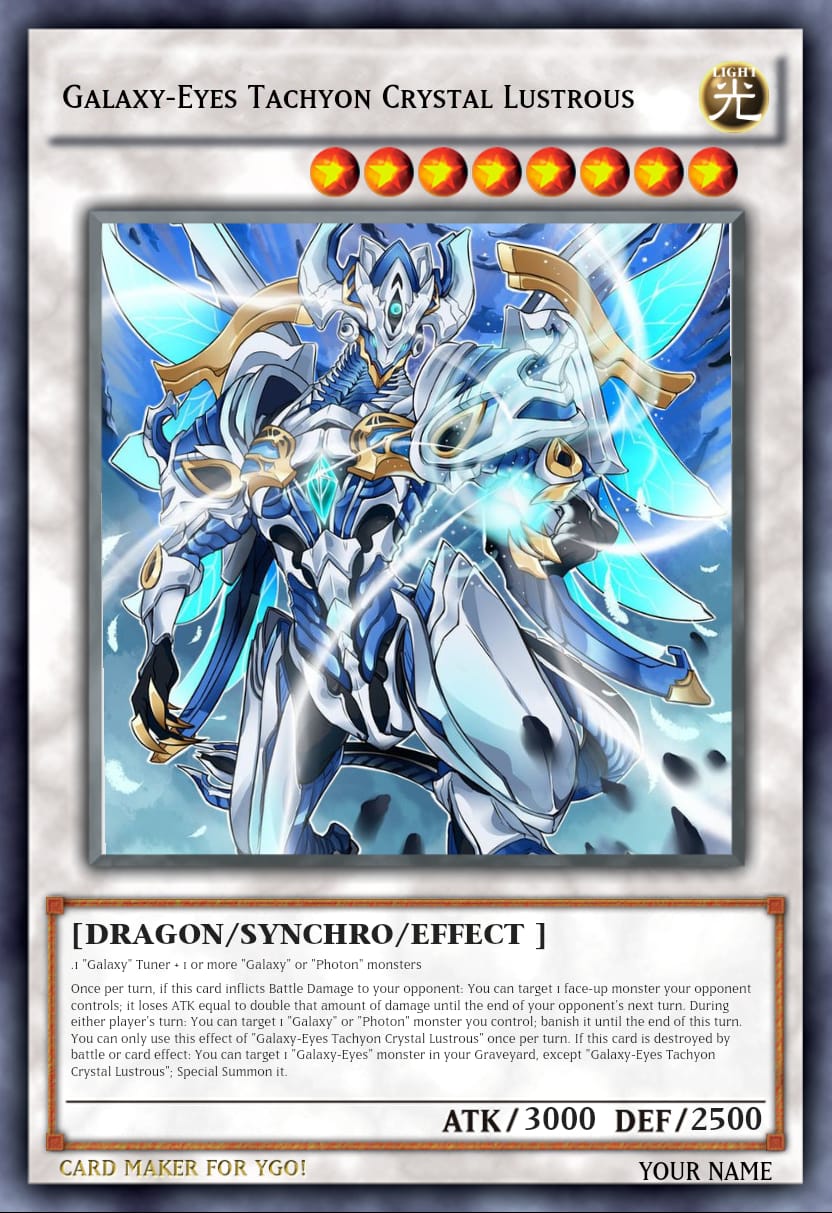 Galaxy-Eyes Tachyon Crystal Lustrous
LIGHT
光
[DRAGON/SYNCHRO/EFFECT ]
.1 "Galaxy" Tuner + 1 or more "Galaxy" or "Photon" monsters
Once per turn, if this card inflicts Battle Damage to your opponent: You can target 1 face-up monster your opponent
controls; it loses ATK equal to double that amount of damage until the end of your opponent's next turn. During
either player's turn: You can target 1 "Galaxy" or "Photon" monster you control; banish it until the end of this turn.
You can only use this effect of "Galaxy-Eyes Tachyon Crystal Lustrous" once per turn. If this card is destroyed by
battle or card effect: You can target 1 "Galaxy-Eyes" monster in your Graveyard, except "Galaxy-Eyes Tachyon
Crystal Lustrous"; Special Summon it.
ATK/3000 DEF/2500
CARD MAKER FOR YGO!
YOUR NAME